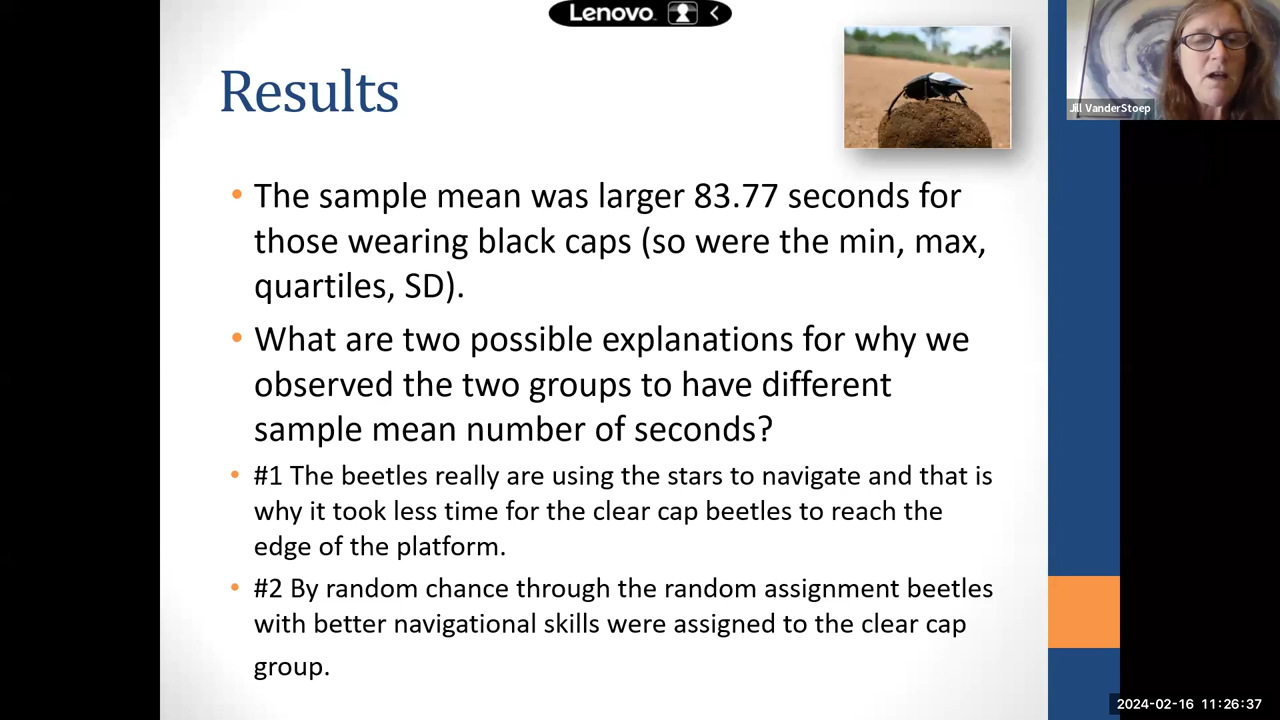 Lenovo
Results
Jill VanderStoep
• The sample mean was larger 83.77 seconds for
those wearing black caps (so were the min, max,
quartiles, SD).
• What are two possible explanations for why we
observed the two groups to have different
sample mean number of seconds?
• #1 The beetles really are using the stars to navigate and that is
why it took less time for the clear cap beetles to reach the
edge of the platform.
• #2 By random chance through the random assignment beetles
with better navigational skills were assigned to the clear cap
group.
2024-02-16 11:26:37